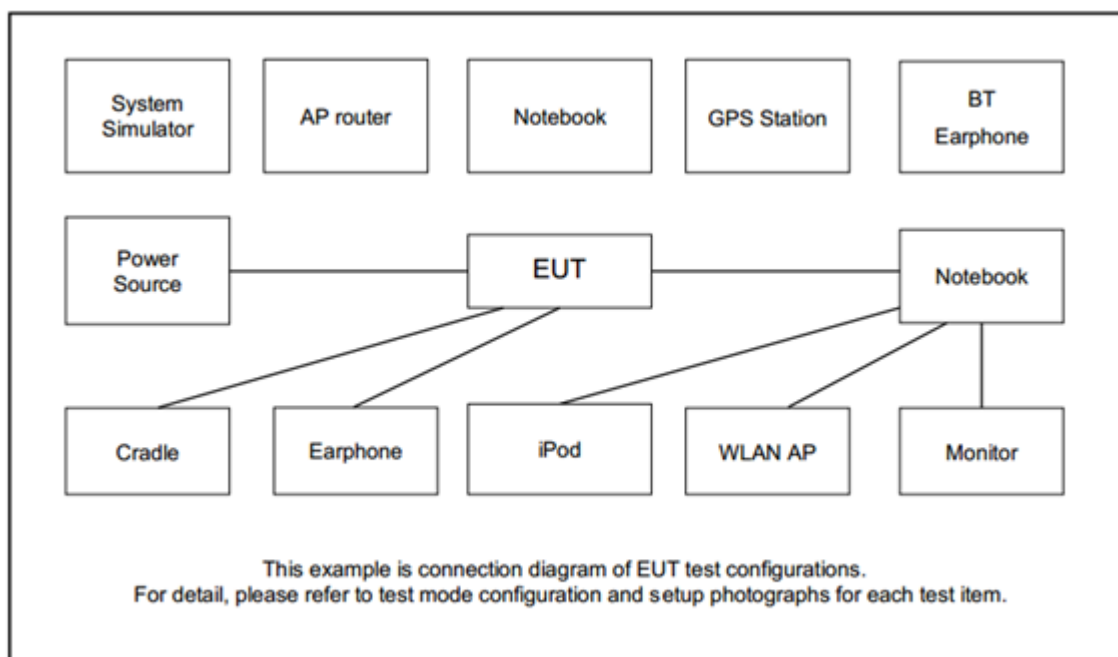 System
Simulator
AP router
Notebook
GPS Station
BT
Earphone
Power
Source
EUT
Notebook
Cradle
Earphone
iPod
WLAN AP
Monitor
This example is connection diagram of EUT test configurations.
For detail, please refer to test mode configuration and setup photographs for each test item.